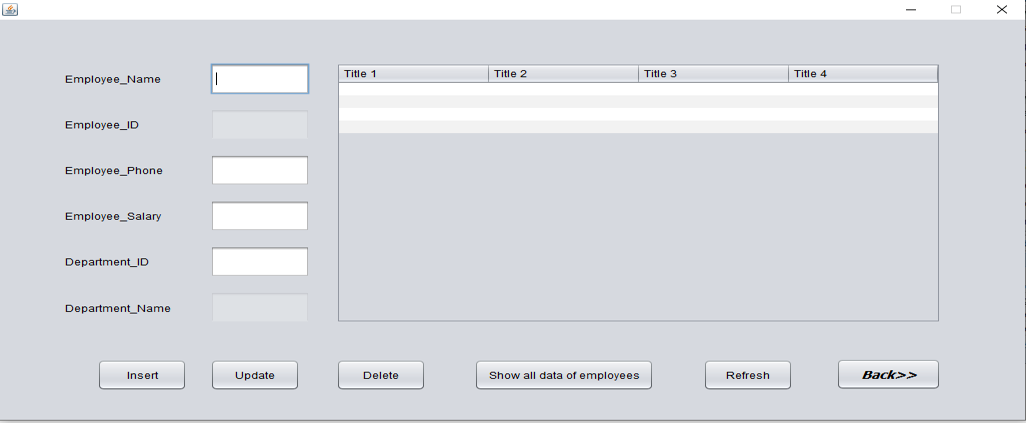 Employee_Name
Employee_ID
Employee_Phone
Employee_Salary
Department_ID
Department_Name
Title 1 Title 2 Title 3 Title 4
Insert Update Delete Show all data of employees Refresh Back>>